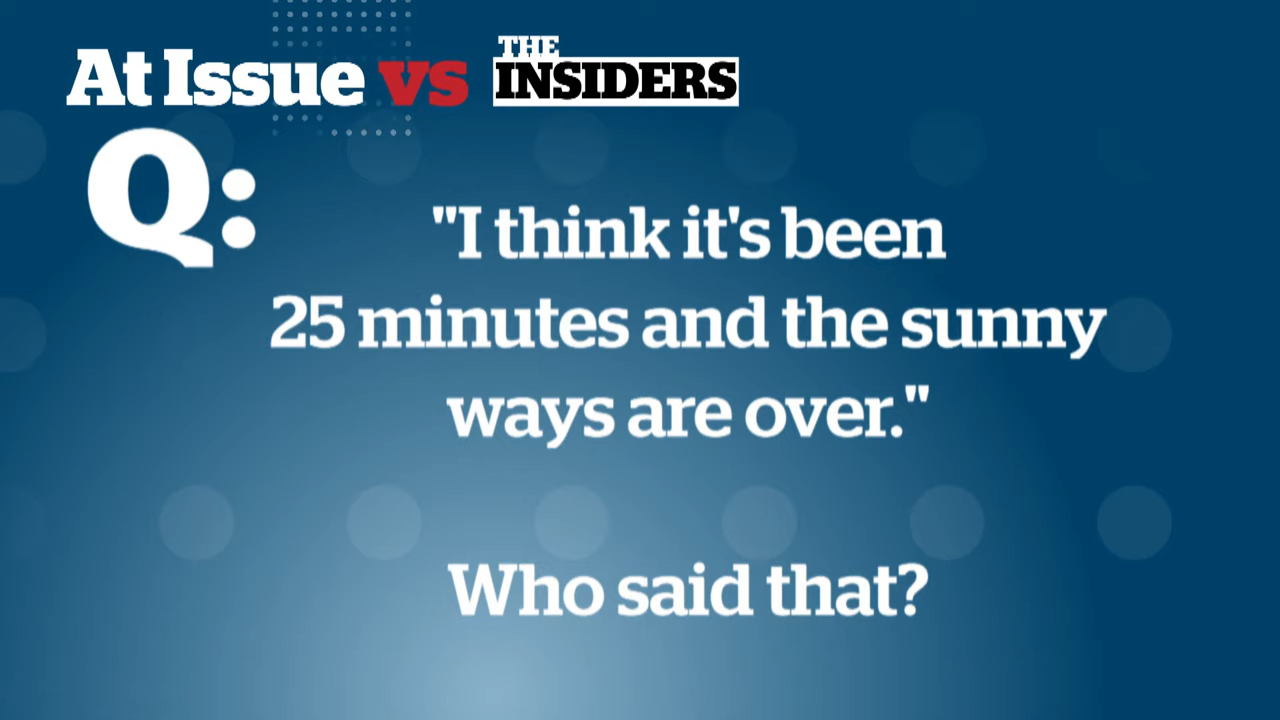 At Issue vs THE INSIDERS
Q:
"I think it's been
25 minutes and the sunny
ways are over."
Who said that?